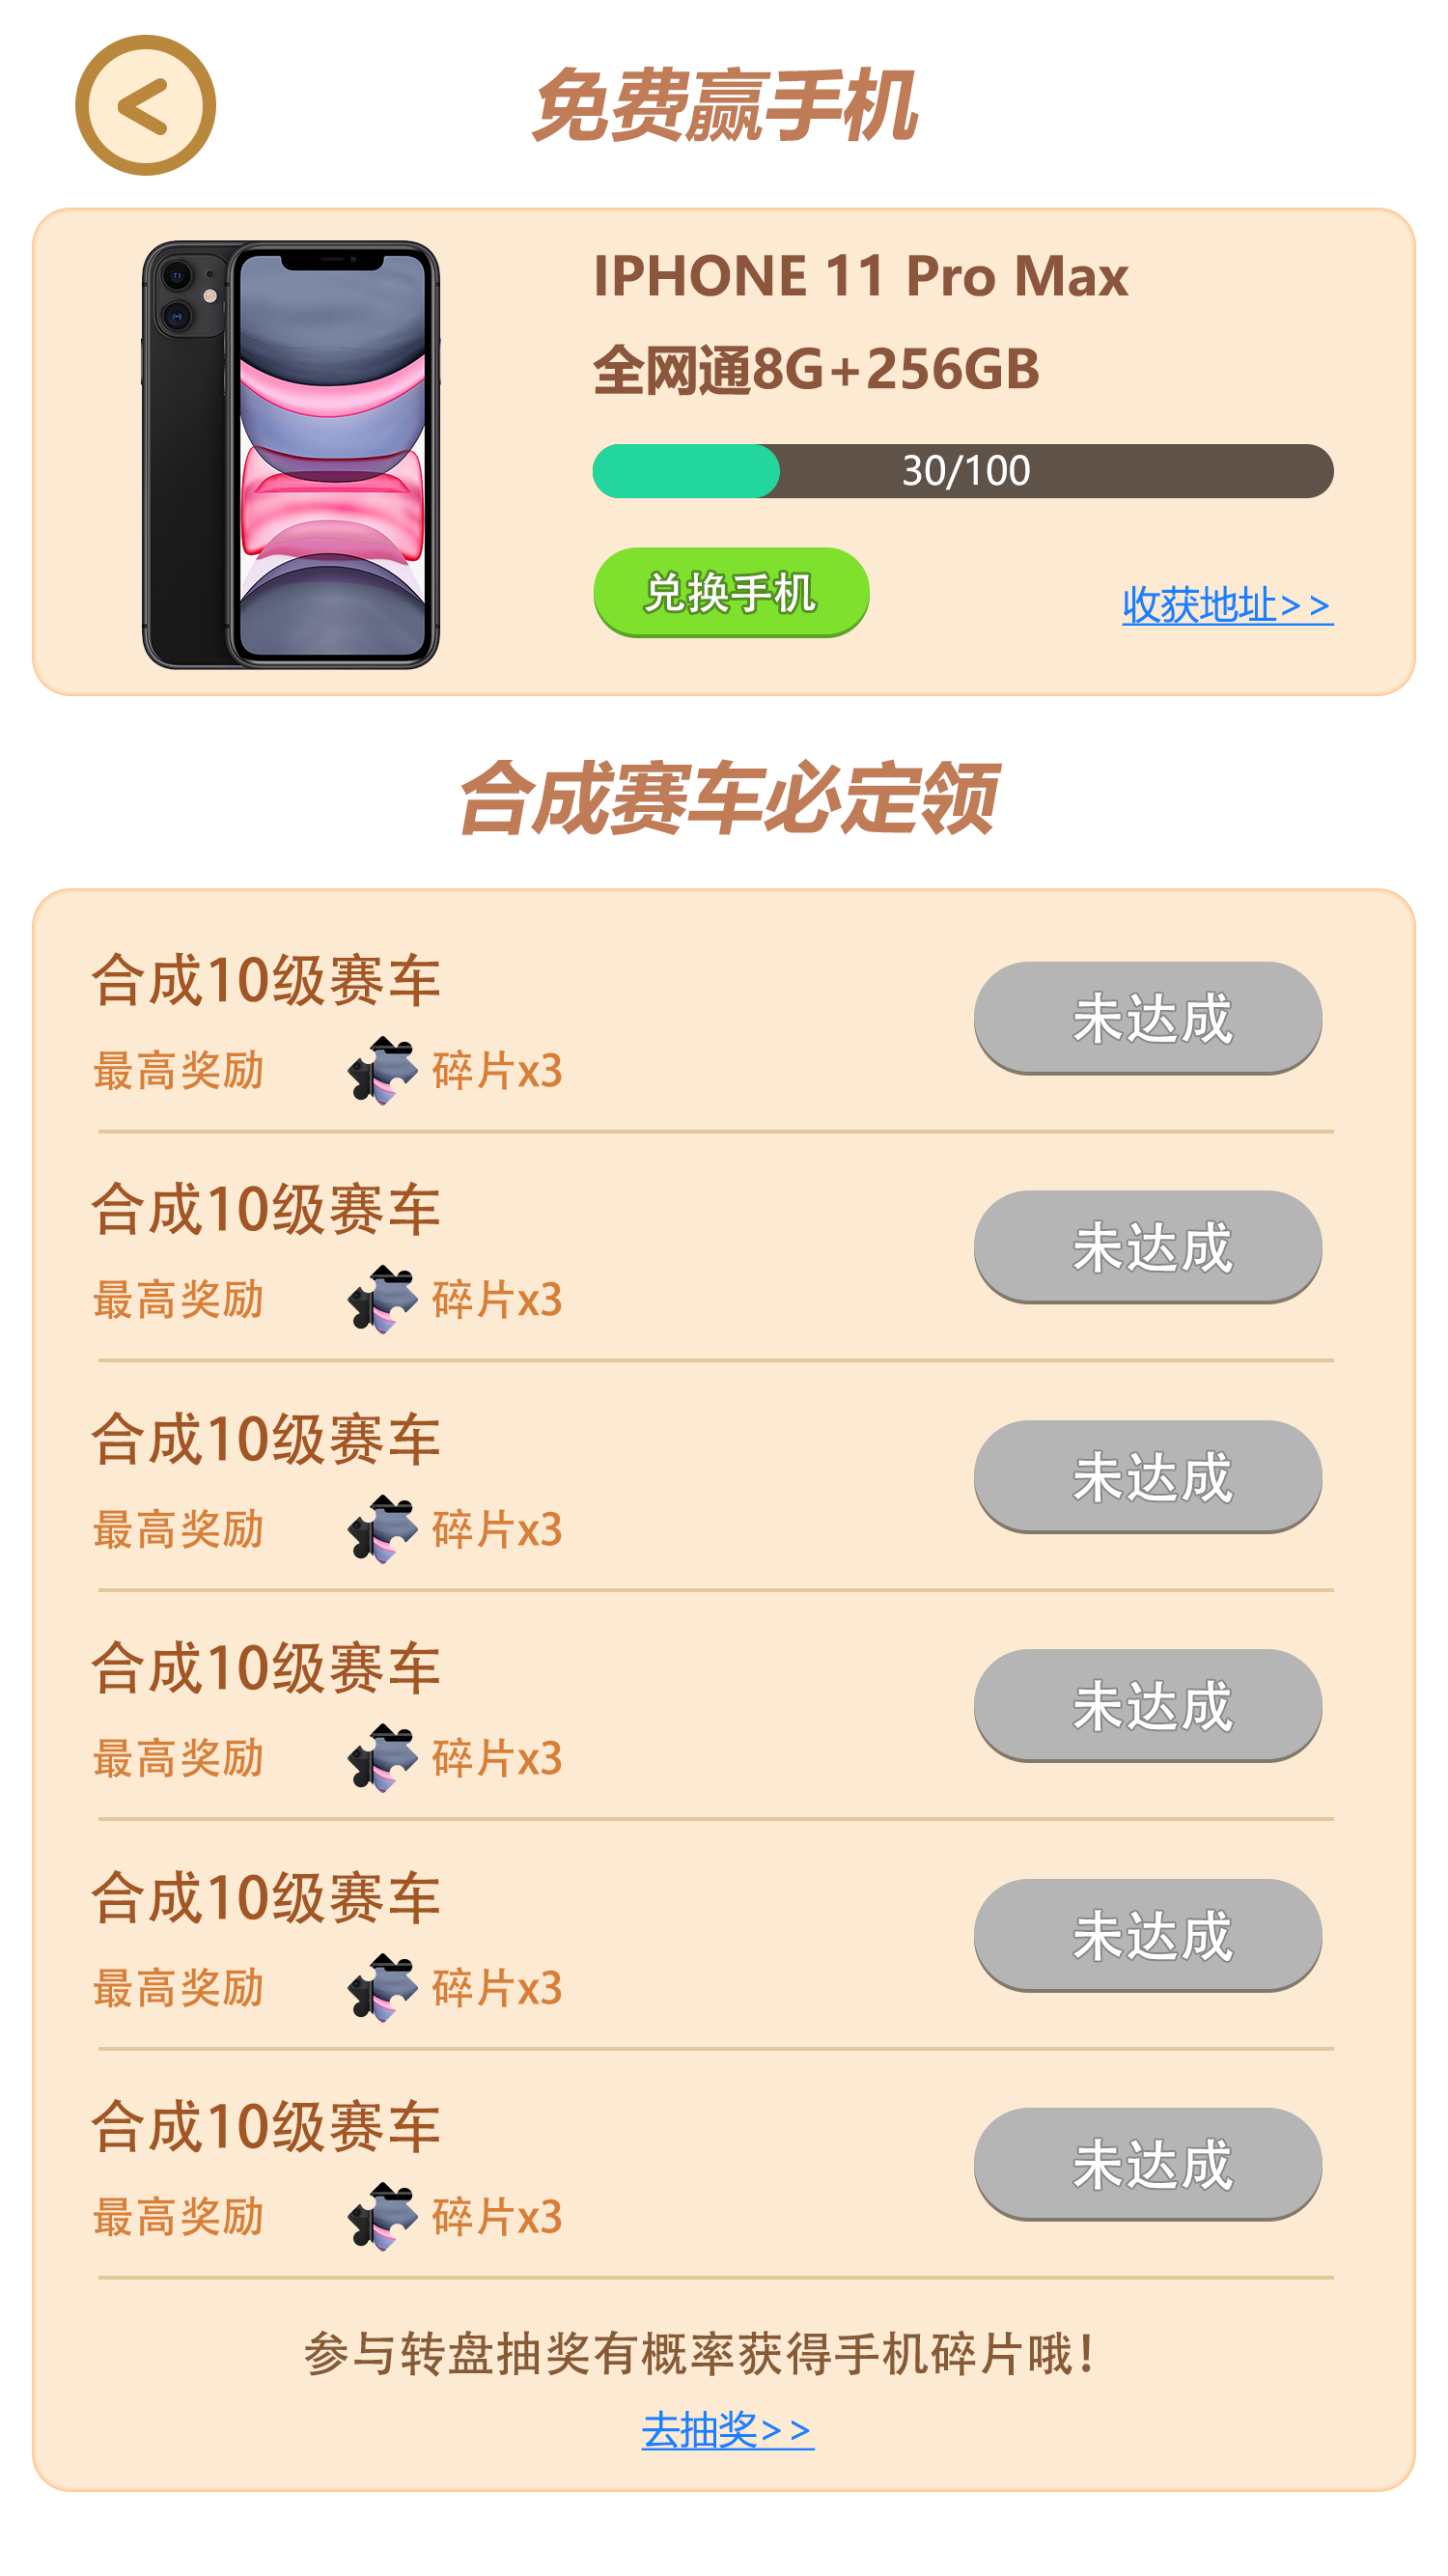 免费赢手机
IPHONE 11 Pro Max
全网通8G+256GB
30/100
兑换手机
收获地址>>
合成赛车必定领
合成10级赛车
最高奖励 碎片x3
未达成
合成10级赛车
最高奖励 碎片x3
未达成
合成10级赛车
最高奖励 碎片x3
未达成
合成10级赛车
最高奖励 碎片x3
未达成
合成10级赛车
最高奖励 碎片x3
未达成
合成10级赛车
最高奖励 碎片x3
未达成
参与转盘抽奖有概率获得手机碎片哦！
去抽奖>>